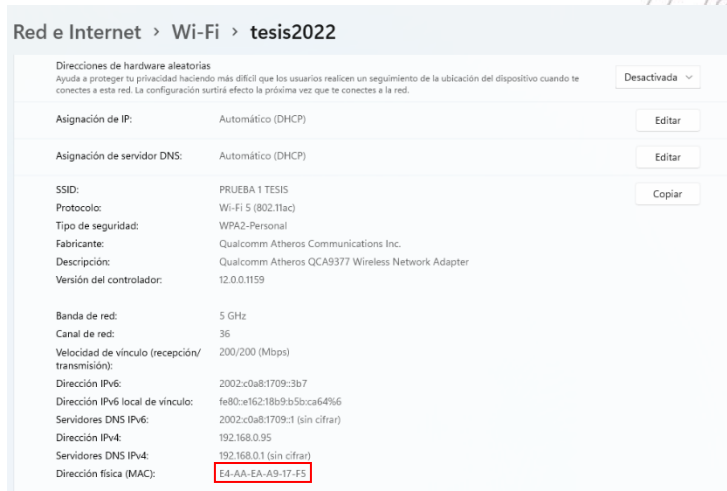 Red e Internet > Wi-Fi > tesis2022
Direcciones de hardware aleatorias
Ayuda a proteger tu privacidad haciendo más difícil que los usuarios realicen un seguimiento de la ubicación del dispositivo cuando te
conectes a esta red. La configuración surtirá efecto la próxima vez que te conectes a la red.
Desactivada
Asignación de IP: Automático (DHCP) Editar
Asignación de servidor DNS: Automático (DHCP) Editar
SSID: PRUEBA 1 TESIS Copiar
Protocolo: Wi-Fi 5 (802.11ac)
Tipo de seguridad: WPA2-Personal
Fabricante: Qualcomm Atheros Communications Inc.
Descripción: Qualcomm Atheros QCA9377 Wireless Network Adapter
Versión del controlador: 12.0.0.1159
Banda de red: 5 GHz
Canal de red: 36
Velocidad de vínculo (recepción/ 200/200 (Mbps)
transmisión):
Dirección IPv6: 2002:c0a8:1709::3b7
Dirección IPv6 local de vínculo: fe80::e162:18b9:b5b:ca64%6
Servidores DNS IPv6: 2002:c0a8:1709::1 (sin cifrar)
Dirección IPv4: 192.168.0.95
Servidores DNS IPv4: 192.168.0.1 (sin cifrar)
Dirección física (MAC): E4-AA-EA-A9-17-F5